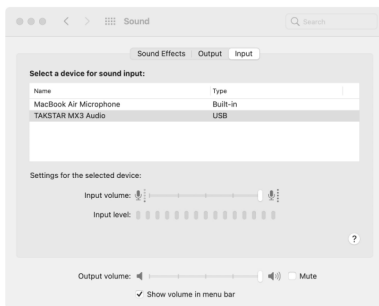 Sound
Search
Sound Effects Output Input
Select a device for sound input:
Name Type
MacBook Air Microphone Built-in
TAKSTAR MX3 Audio USB
Settings for the selected device:
Input volume:
Input level:
?
Output volume: Mute
Show volume in menu bar